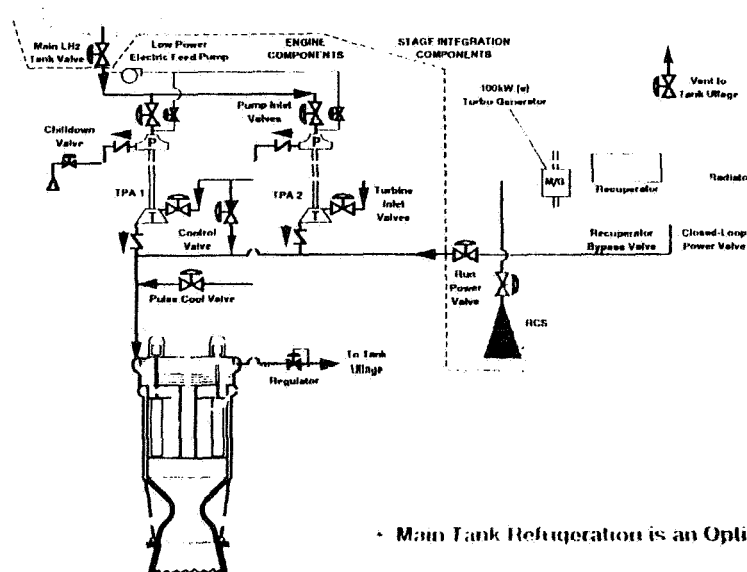 Main LH2
Tank Valve
Low Power
Electric Feed Pump
ENGINE
COMPONENTS
STAGE INTEGRATION
COMPONENTS
100kW (e)
Turbo Generator
Vent to
Tank Ullage
Pump Inlet
Valves
Chilldown
Valve
P
P
M/G
Recuperator
Radiato
TPA 1
TPA 2
Turbine
Inlet
Valves
T
T
Control
Valve
Recuperator
Bypass Valve
Closed-Loop
Power Valve
Run
Power
Valve
Pulse Cool Valve
RCS
To Tank
Ullage
Regulator
• Main Tank Refrigeration is an Opti